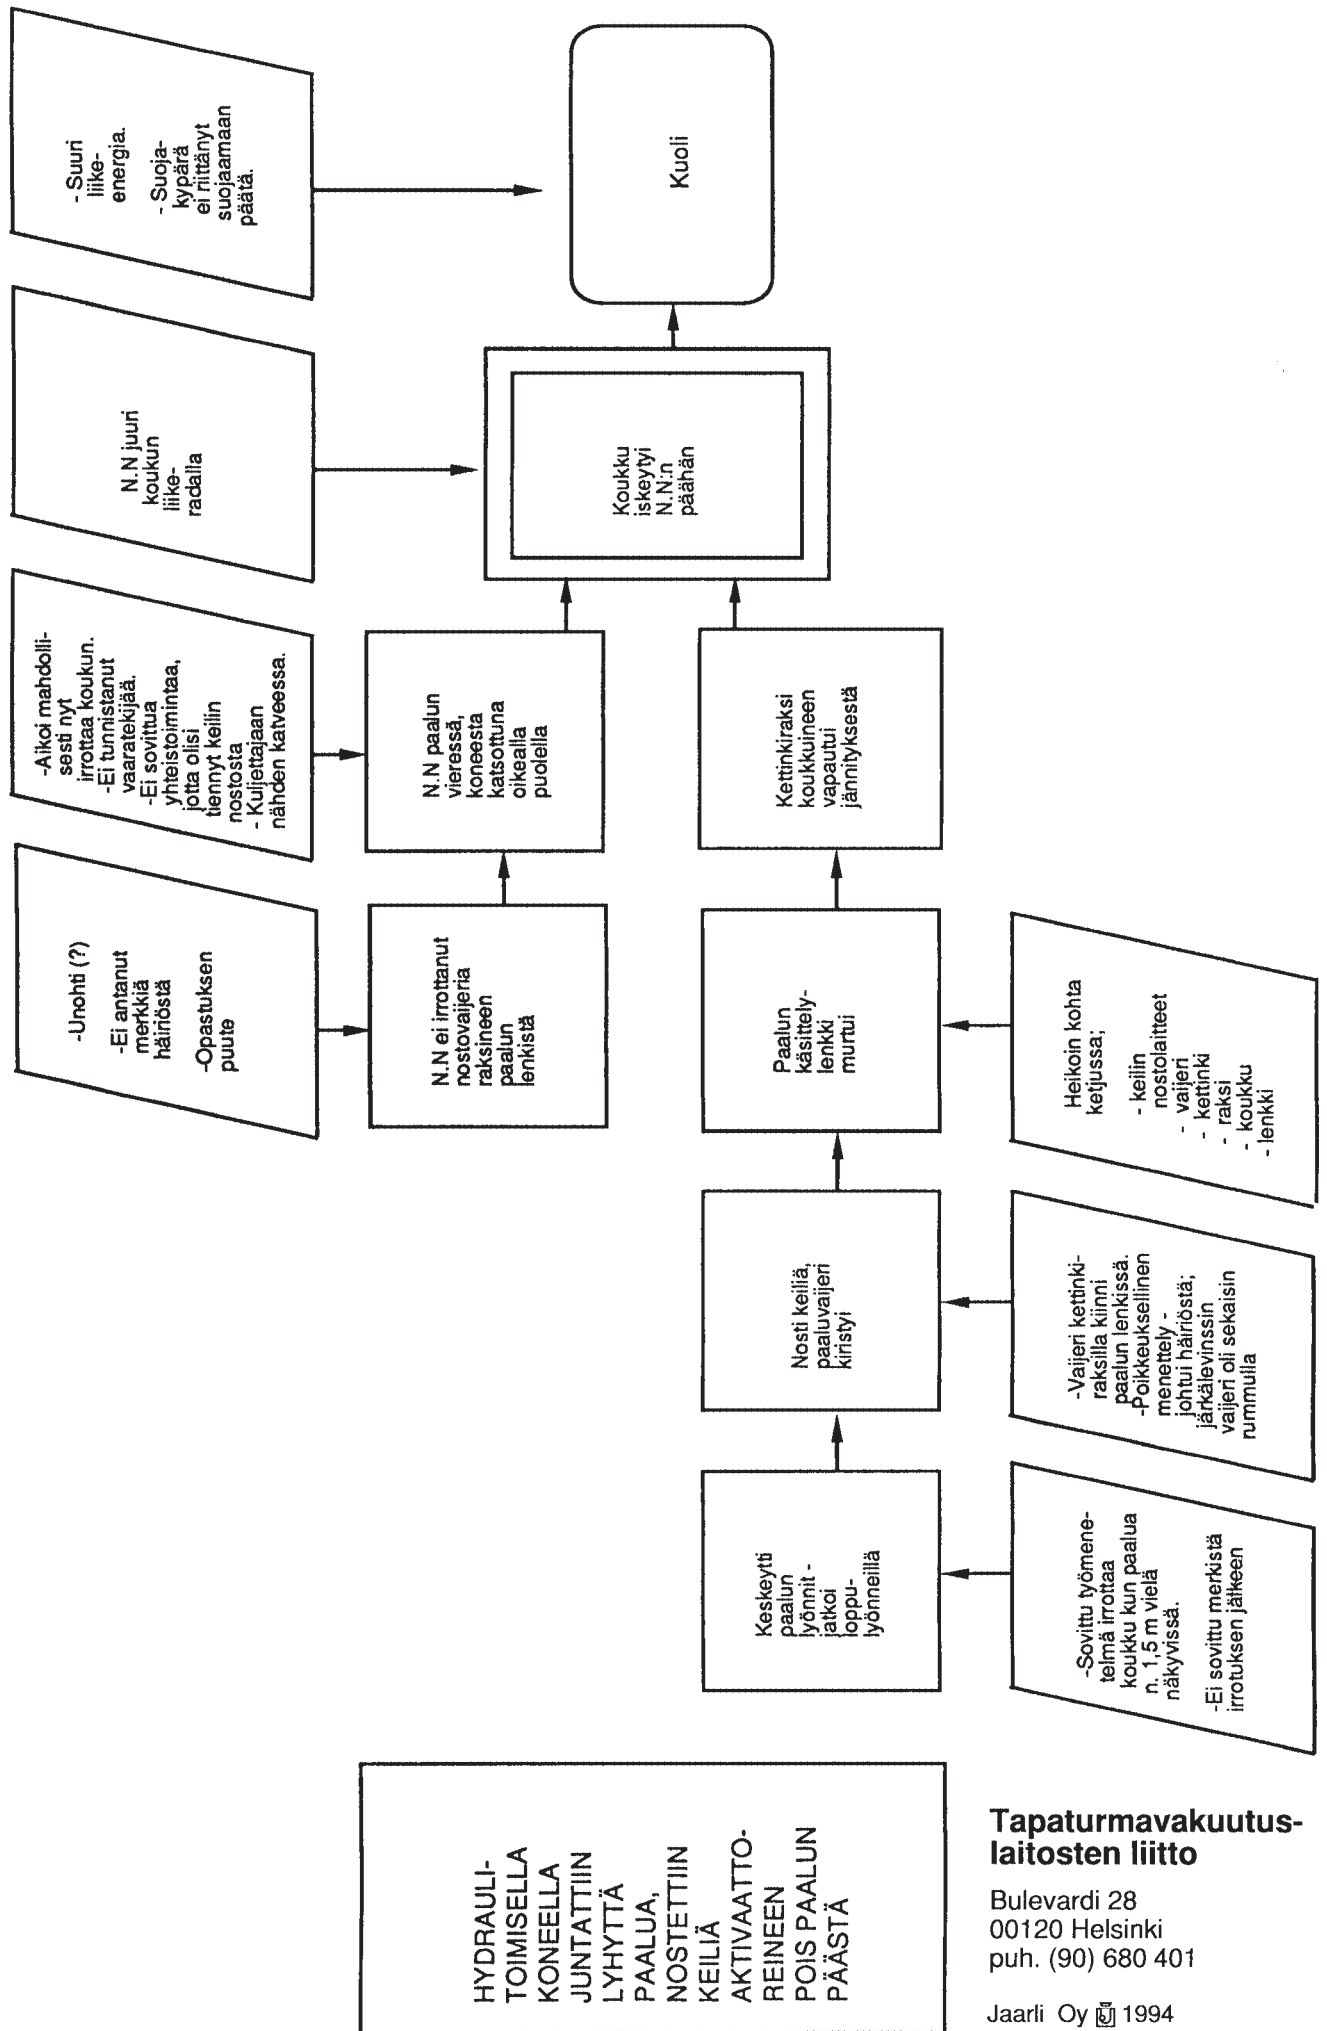 HYDRAULI-
TOIMISELLA
KONEELLA
JUNTATTIIN
LYHYTTÄ
PAALUA,
NOSTETTIIN
KEILIÄ
AKTIVAATTO-
REINEEN
POIS PAALUN
PÄÄSTÄ
-Unohti (?)
-Ei antanut
merkkiä
häiriöstä
-Opastuksen
puute
-Aikoi mahdolli-
sesti nyt
irrottaa koukun.
-Ei tunnistanut
vaaratekijää.
-Ei sovittua
yhteistoimintaa,
jotta olisi
tiennyt keilin
nostosta
- Kuljettajaan
nähden katveessa.
N.N juuri
koukun
liike-
radalla
- Suuri
liike-
energia.
- Suoja-
kypärä
ei riittänyt
suojaamaan
päätä.
N.N ei irrottanut
nostovaijeria
raksineen
paalun
lenkistä
N.N paalun
vieressä,
koneesta
katsottuna
oikealla
puolella
Koukku
iskeytyi
N.N:n
päähän
Kuoli
Keskeytti
paalun
lyönnit -
jatkoi
loppu-
lyönneillä
Nosti keiliä,
paaluvaijeri
kiristyi
Paalun
käsittely-
lenkki
murtui
Kettinkiraksi
koukkuineen
vapautui
jännityksestä
-Sovittu työmene-
telmä irrottaa
koukku kun paalua
n. 1,5 m vielä
näkyvissä.
-Ei sovittu merkistä
irrotuksen jälkeen
-Vaijeri kettinki-
raksilla kiinni
paalun lenkissä.
-Poikkeuksellinen
menettely -
johtui häiriöstä;
järkälevinssin
vaijeri oli sekaisin
rummulla
Heikoin kohta
ketjussa;
- keilin
nostolaitteet
- vaijeri
- kettinki
- raksi
- koukku
- lenkki
Tapaturmavakuutus-
laitosten liitto
Bulevardi 28
00120 Helsinki
puh. (90) 680 401
Jaarli Oy 1994